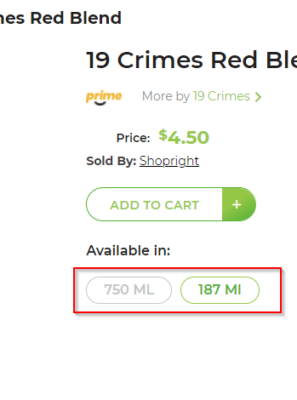 nes Red Blend
19 Crimes Red Ble
prime More by 19 Crimes >
Price: $4.50
Sold By: Shopright
ADD TO CART +
Available in:
750 ML 187 Ml